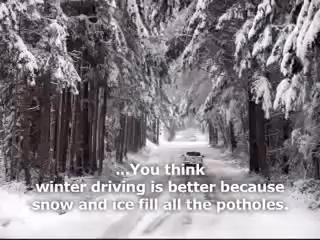 ...You think
winter driving is better because
snow and ice fill all the potholes.